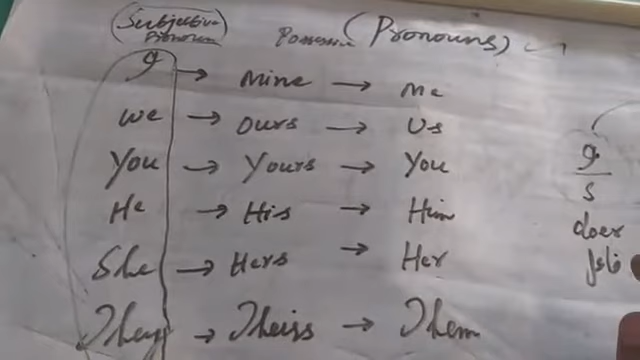 (Subjective Pronoun) Possessive (Pronouns)
I → Mine → Me
We → Ours → Us
You → Yours → You
He → His → Him
She → Hers → Her
They → Theirs → Them
I
S
doer
فاعل